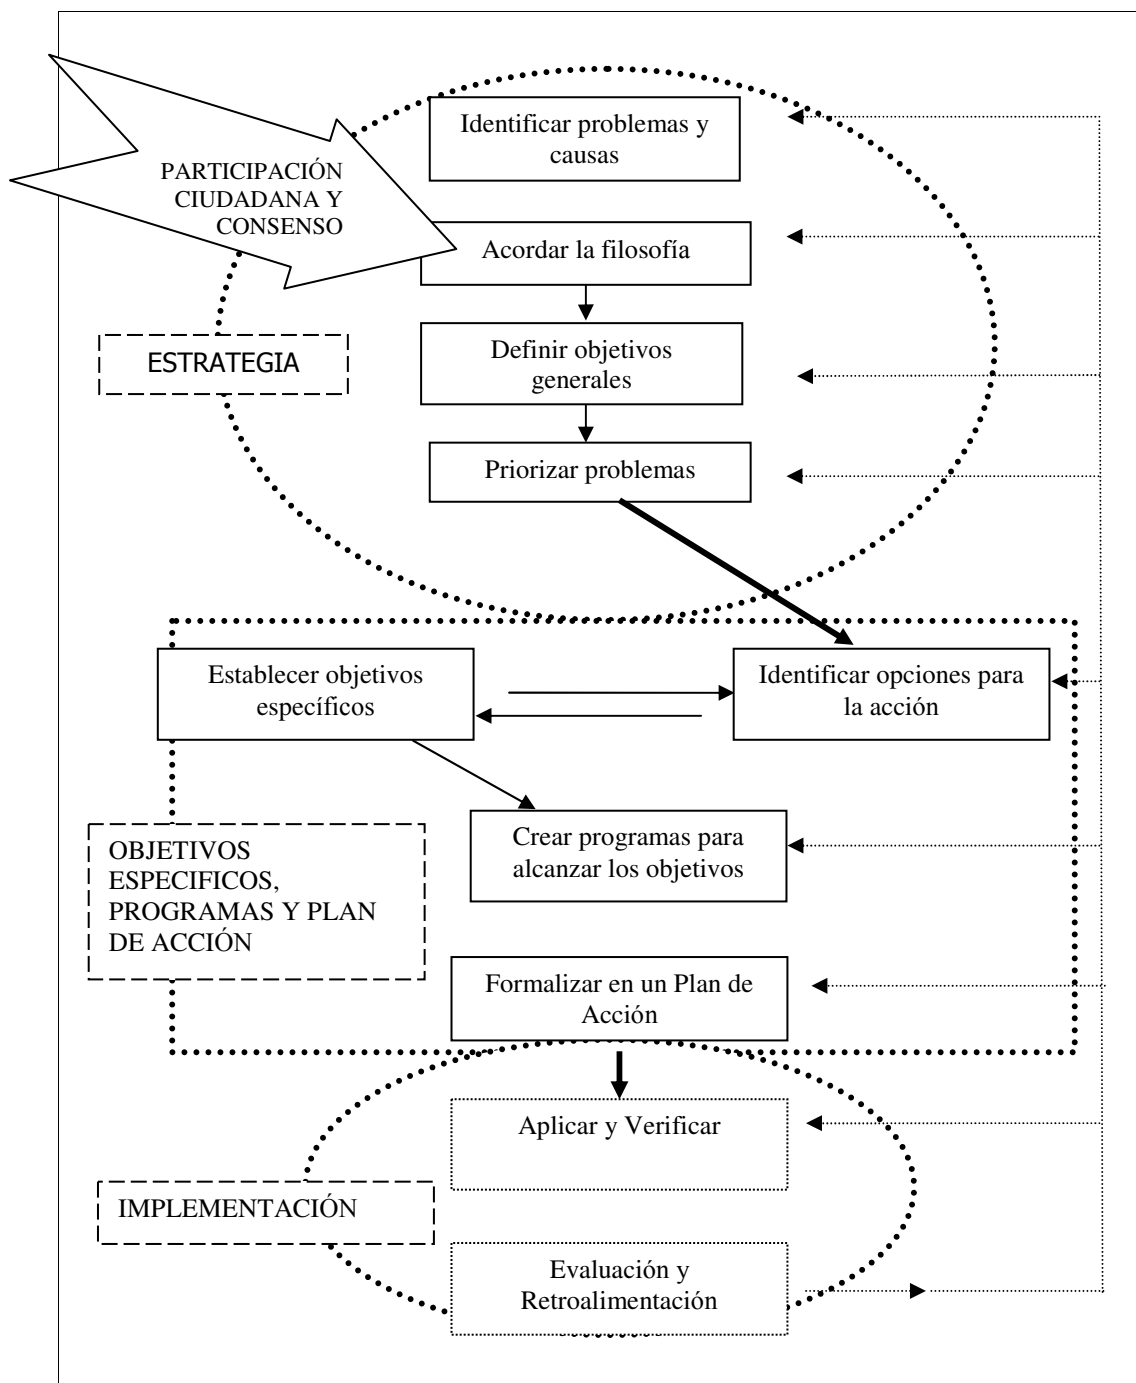 Identificar problemas y
causas
PARTICIPACIÓN
CIUDADANA Y
CONSENSO
Acordar la filosofía
Definir objetivos
generales
ESTRATEGIA
Priorizar problemas
Establecer objetivos
específicos
Identificar opciones para
la acción
Crear programas para
alcanzar los objetivos
OBJETIVOS
ESPECIFICOS,
PROGRAMAS Y PLAN
DE ACCIÓN
Formalizar en un Plan de
Acción
Aplicar y Verificar
IMPLEMENTACIÓN
Evaluación y
Retroalimentación